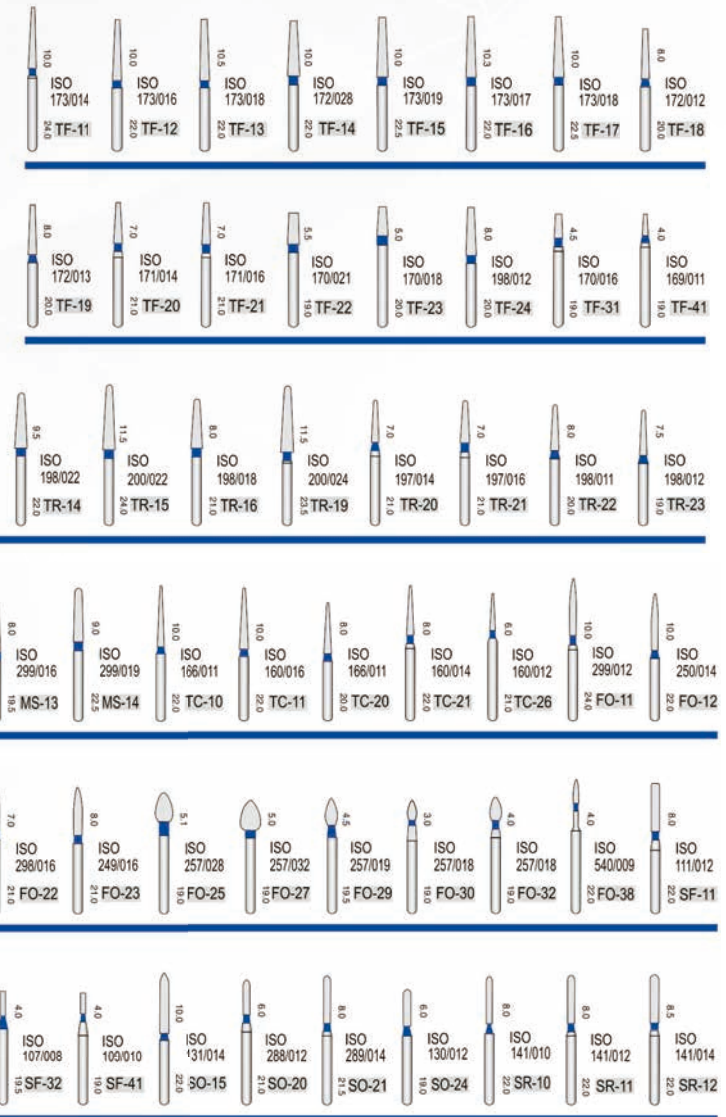 10.0
ISO
173/014
24.0 TF-11
10.0
ISO
173/016
22.0 TF-12
10.5
ISO
173/018
22.0 TF-13
10.0
ISO
172/028
22.0 TF-14
10.0
ISO
173/019
22.5 TF-15
10.3
ISO
173/017
22.0 TF-16
10.0
ISO
173/018
22.5 TF-17
8.0
ISO
172/012
20.0 TF-18
8.0
ISO
172/013
20.0 TF-19
7.0
ISO
171/014
21.0 TF-20
7.0
ISO
171/016
21.0 TF-21
5.5
ISO
170/021
19.0 TF-22
5.0
ISO
170/018
20.0 TF-23
8.0
ISO
198/012
20.0 TF-24
4.5
ISO
170/016
19.0 TF-31
4.0
ISO
169/011
19.0 TF-41
9.5
ISO
198/022
22.0 TR-14
11.5
ISO
200/022
24.0 TR-15
8.0
ISO
198/018
21.0 TR-16
11.5
ISO
200/024
23.5 TR-19
7.0
ISO
197/014
21.0 TR-20
7.0
ISO
197/016
21.0 TR-21
8.0
ISO
198/011
20.0 TR-22
7.5
ISO
198/012
19.0 TR-23
8.0
ISO
299/016
19.5 MS-13
9.0
ISO
299/019
22.5 MS-14
10.0
ISO
166/011
22.0 TC-10
10.0
ISO
160/016
22.0 TC-11
8.0
ISO
166/011
20.0 TC-20
8.0
ISO
160/014
22.0 TC-21
6.0
ISO
160/012
21.0 TC-26
10.0
ISO
299/012
24.0 FO-11
10.0
ISO
250/014
22.0 FO-12
7.0
ISO
298/016
21.0 FO-22
8.0
ISO
249/016
21.0 FO-23
5.1
ISO
257/028
19.0 FO-25
5.0
ISO
257/032
19.0 FO-27
4.5
ISO
257/019
19.5 FO-29
3.0
ISO
257/018
19.0 FO-30
4.0
ISO
257/018
19.0 FO-32
4.0
ISO
540/009
22.0 FO-38
8.0
ISO
111/012
22.0 SF-11
4.0
ISO
107/008
19.5 SF-32
4.0
ISO
109/010
19.0 SF-41
10.0
ISO
131/014
22.0 SO-15
6.0
ISO
288/012
21.0 SO-20
8.0
ISO
289/014
21.5 SO-21
6.0
ISO
130/012
19.0 SO-24
8.0
ISO
141/010
22.0 SR-10
8.0
ISO
141/012
22.0 SR-11
8.5
ISO
141/014
22.0 SR-12